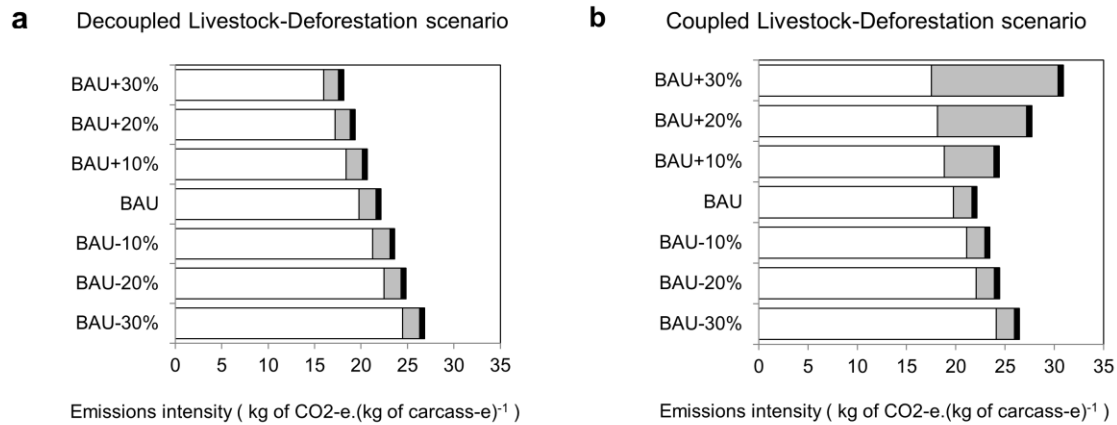 a Decoupled Livestock-Deforestation scenario
BAU+30%
BAU+20%
BAU+10%
BAU
BAU-10%
BAU-20%
BAU-30%
0 5 10 15 20 25 30 35
Emissions intensity ( kg of CO2-e.(kg of carcass-e)⁻¹ )
b Coupled Livestock-Deforestation scenario
BAU+30%
BAU+20%
BAU+10%
BAU
BAU-10%
BAU-20%
BAU-30%
0 5 10 15 20 25 30 35
Emissions intensity ( kg of CO2-e.(kg of carcass-e)⁻¹ )